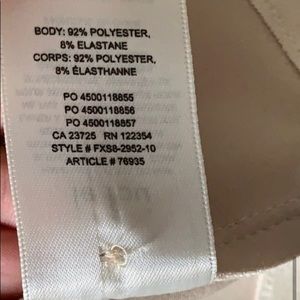 BODY: 92% POLYESTER,
8% ELASTANE
CORPS: 92% POLYESTER,
8% ÉLASTHANNE
PO 4500118855
PO 4500118856
PO 4500118857
CA 23725 RN 122354
STYLE # FXS8-2952-10
ARTICLE # 76935